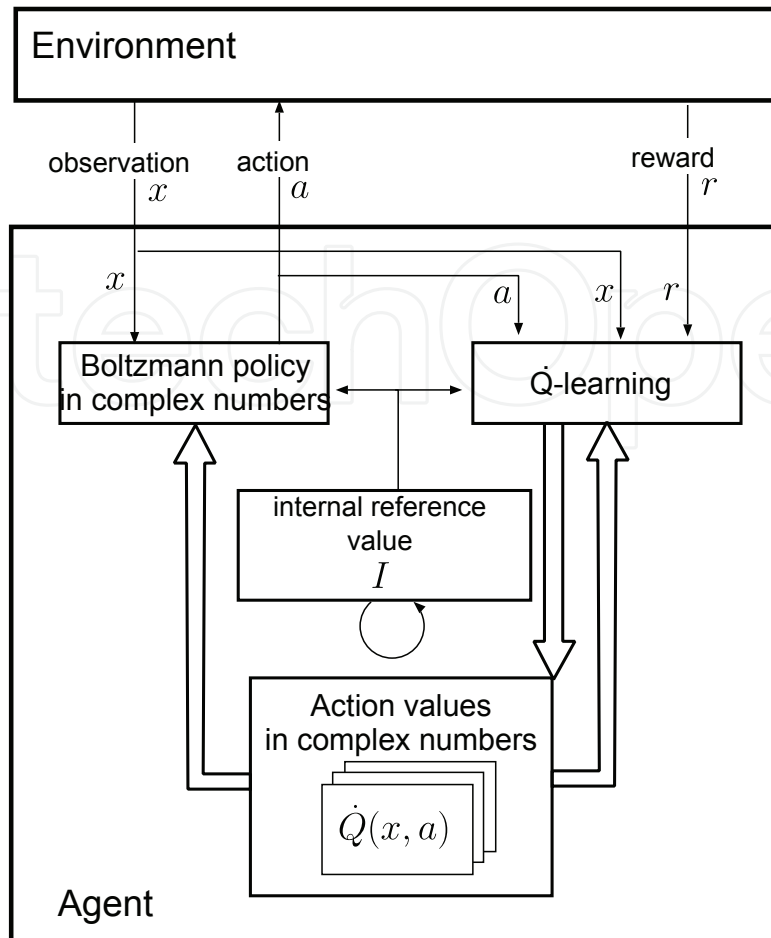 Environment
observation
x
action
a
reward
r
x
a
x
r
Boltzmann policy
in complex numbers
Q̇-learning
internal reference
value
I
Action values
in complex numbers
Q̇(x, a)
Agent